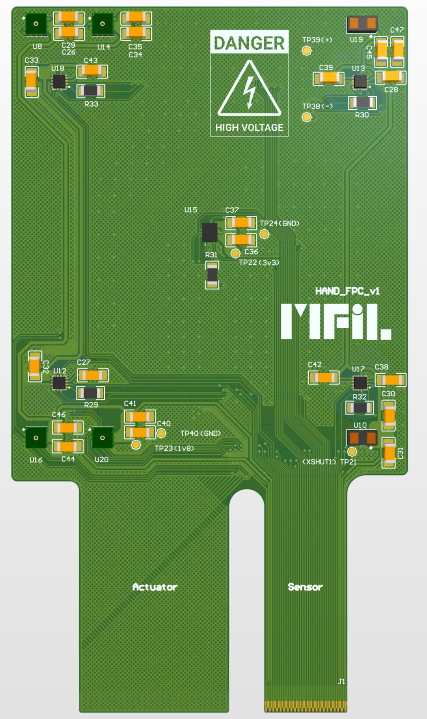 U8
C29
C26
U14
C35
C34
DANGER
HIGH VOLTAGE
TP39(+)
U19
C47
C45
C33
U18
C43
R33
C39
U13
C28
TP38(-)
R30
U15
C37
TP24(GND)
C36
R31
TP22(3v3)
HAND_FPC_v1
MFiL.
C32
U12
C27
R29
C42
U17
C38
R32
C30
C46
C41
C40
TP40(GND)
U10
U16
C44
U20
TP23(1v8)
(XSHUT1) TP21
C31
Actuator
Sensor
J1